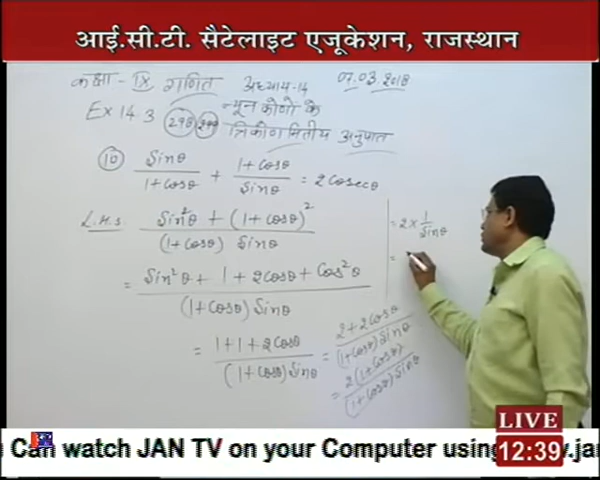 आई.सी.टी. सैटेलाइट एजूकेशन, राजस्थान
कक्षा - IX गणित अध्याय-14 07.03.2018
Ex 14.3 298 299 न्यून कोणो के
त्रिकोणमितीय अनुपात
10 Sinθ/(1+Cosθ) + (1+Cosθ)/Sinθ = 2Cosecθ
L.H.S (Sin²θ + (1+Cosθ)²)/((1+Cosθ) Sinθ)
= (Sin²θ + 1 + 2Cosθ + Cos²θ)/((1+Cosθ) Sinθ)
= (1+1+2Cosθ)/((1+Cosθ) Sinθ) = (2+2Cosθ)/((1+Cosθ) Sinθ)
= 2(1+Cosθ)/((1+Cosθ) Sinθ)
= 2 × 1/Sinθ
=
LIVE
12:39
Can watch JAN TV on your Computer using